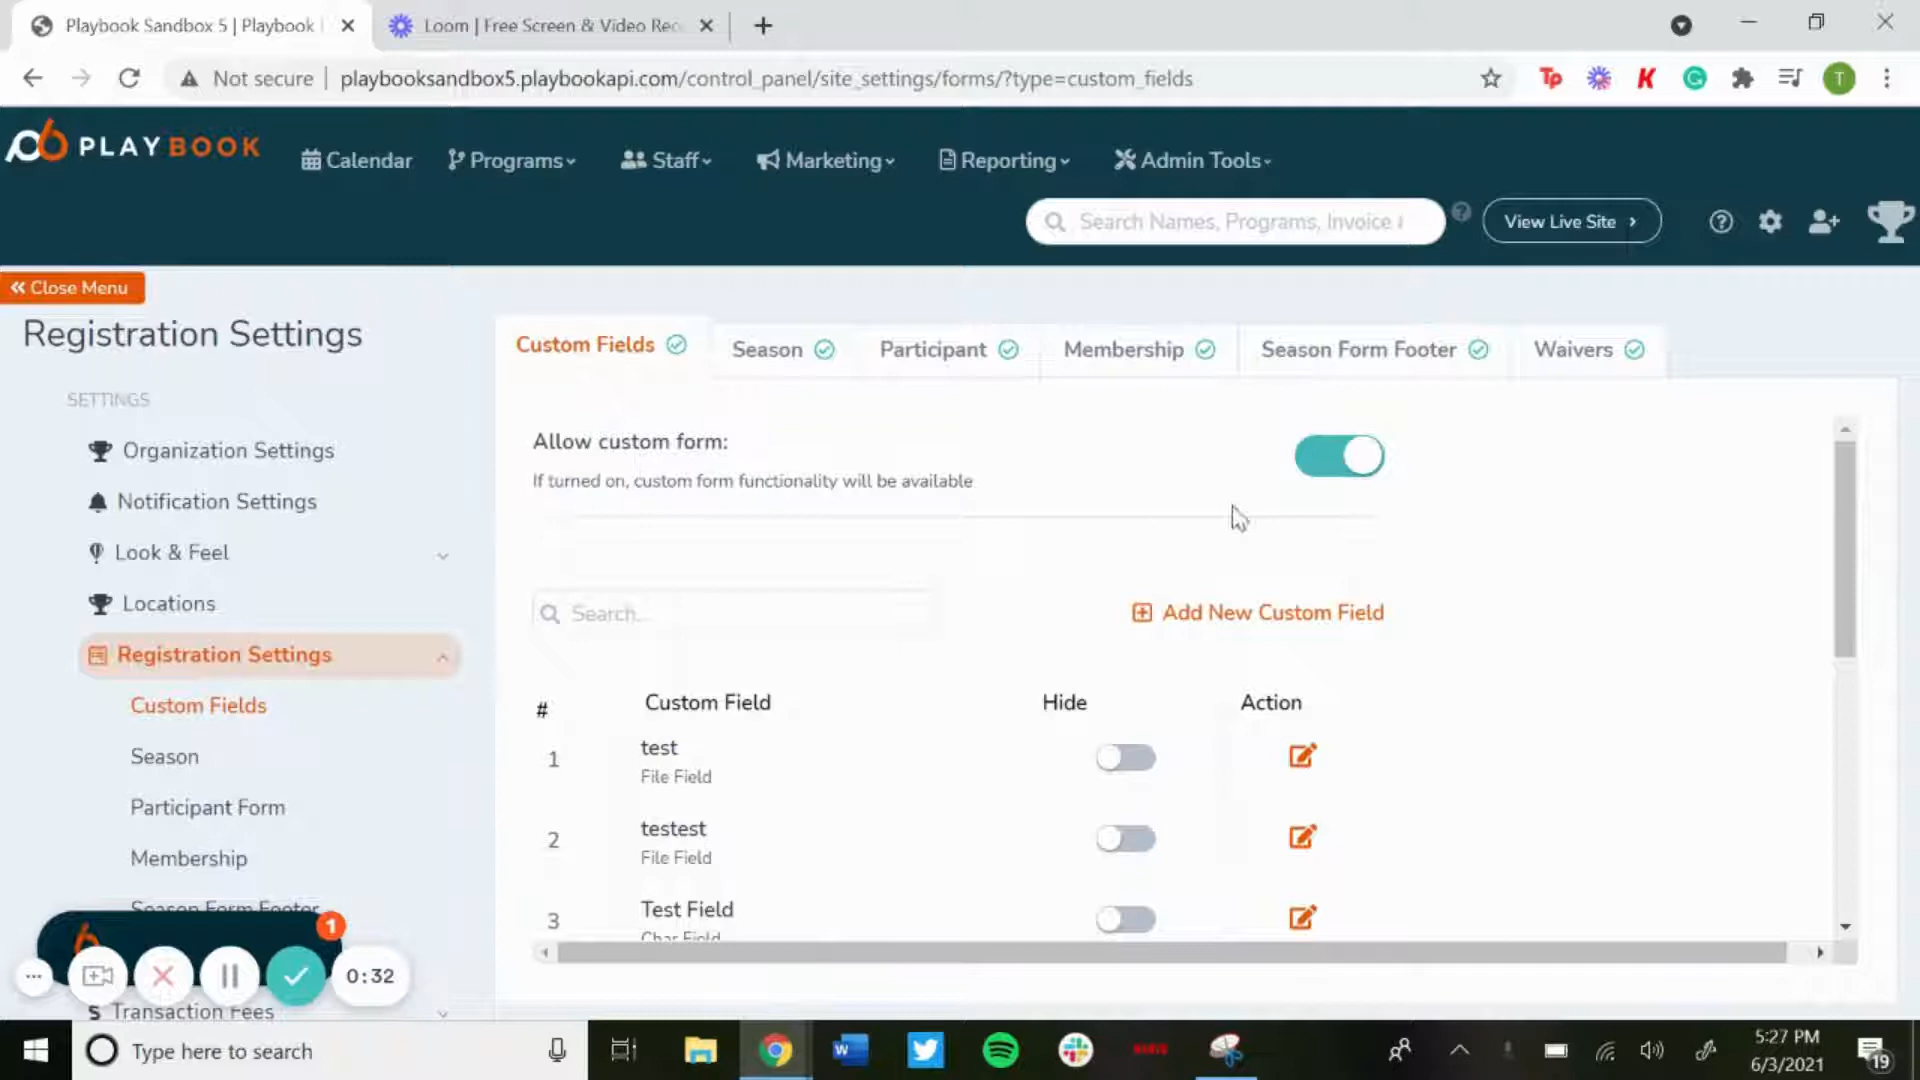 Playbook Sandbox 5 | Playbook
Loom | Free Screen & Video Rec
Not secure | playbooksandbox5.playbookapi.com/control_panel/site_settings/forms/?type=custom_fields
Tp
K
T
PLAYBOOK
Calendar
Programs
Staff
Marketing
Reporting
Admin Tools
Search Names, Programs, Invoice
View Live Site
Close Menu
Registration Settings
SETTINGS
Organization Settings
Notification Settings
Look & Feel
Locations
Registration Settings
Custom Fields
Season
Participant Form
Membership
Season Form Footer
1
0:32
Transaction Fees
Custom Fields
Season
Participant
Membership
Season Form Footer
Waivers
Allow custom form:
If turned on, custom form functionality will be available
Search...
Add New Custom Field
# Custom Field Hide Action
1 test
File Field
2 testest
File Field
3 Test Field
Char Field
Type here to search
5:27 PM
6/3/2021
19